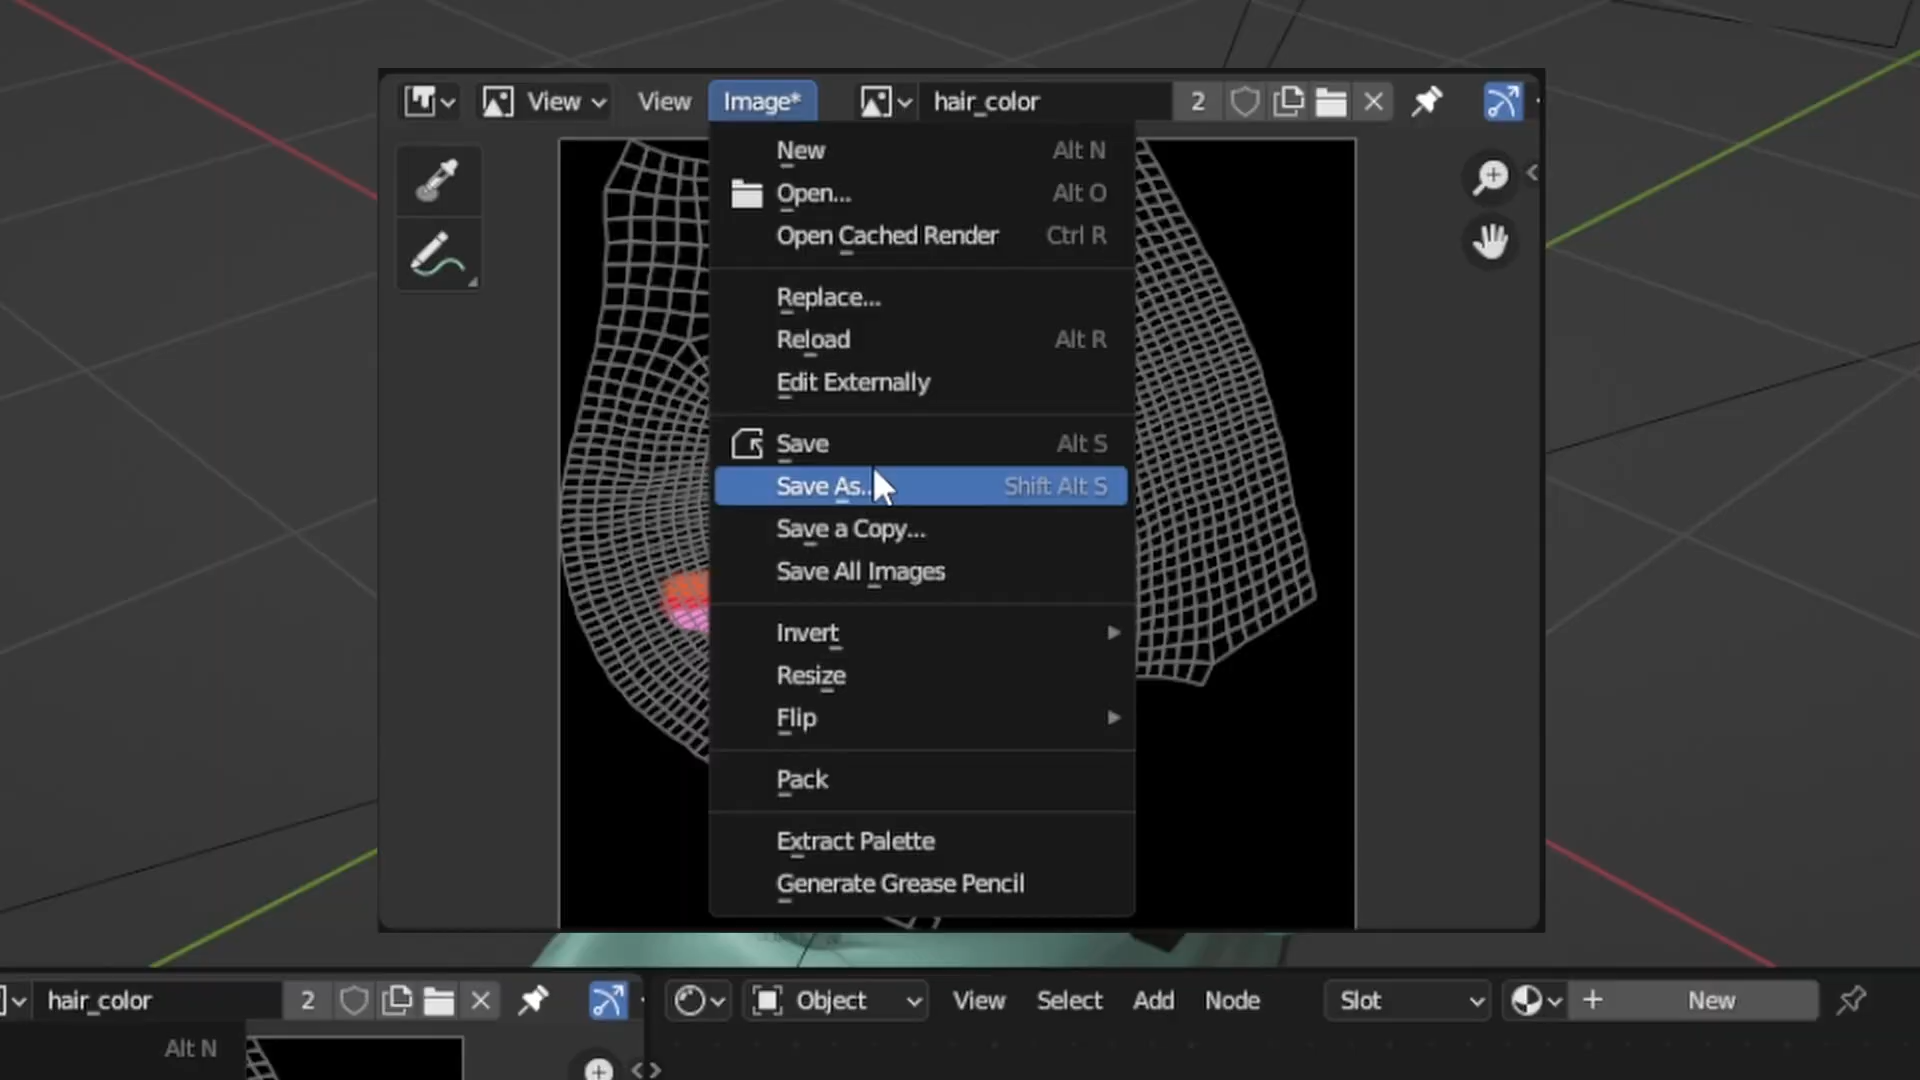 View View Image* hair_color 2
New Alt N
Open... Alt O
Open Cached Render Ctrl R
Replace...
Reload Alt R
Edit Externally
Save Alt S
Save As... Shift Alt S
Save a Copy...
Save All Images
Invert
Resize
Flip
Pack
Extract Palette
Generate Grease Pencil
hair_color 2 Object View Select Add Node Slot New
Alt N